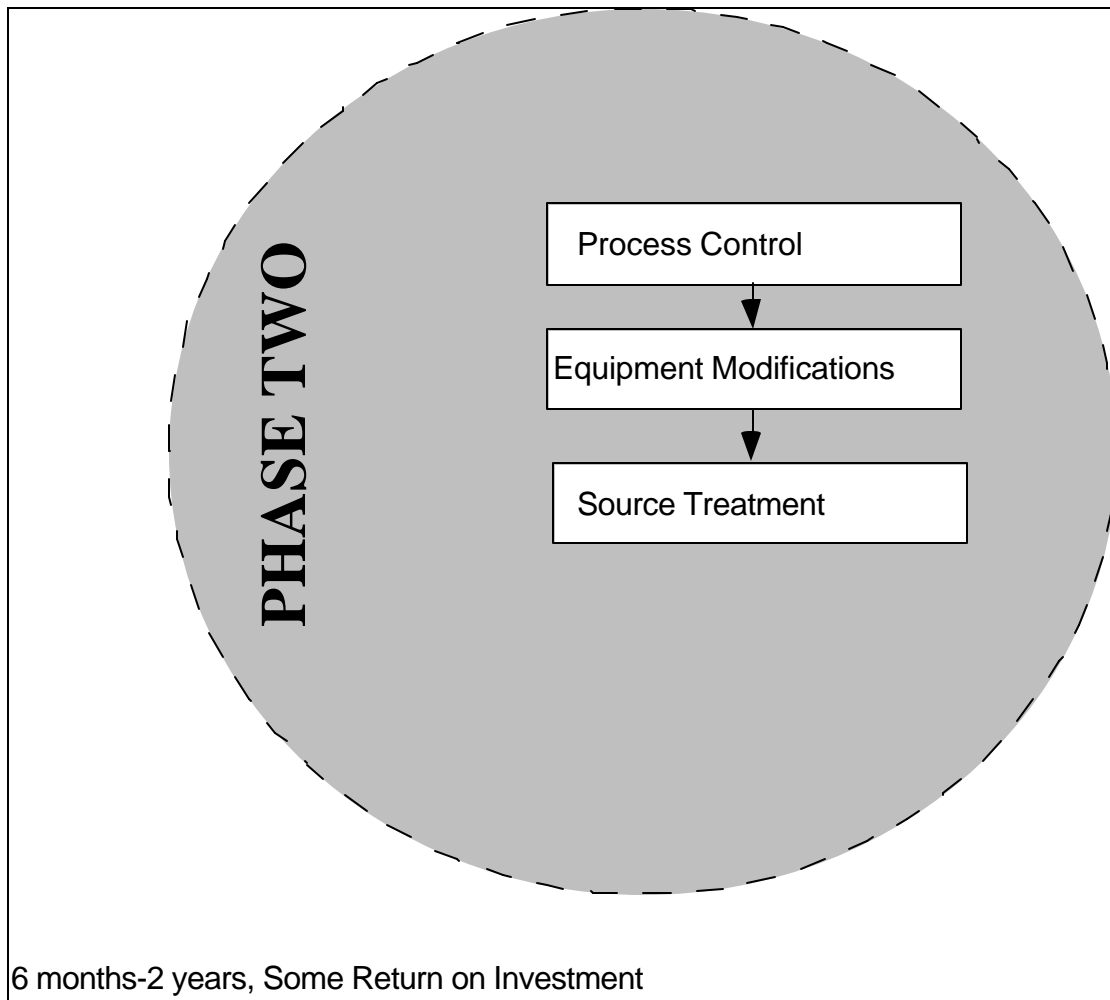 PHASE TWO
Process Control
Equipment Modifications
Source Treatment
6 months-2 years, Some Return on Investment